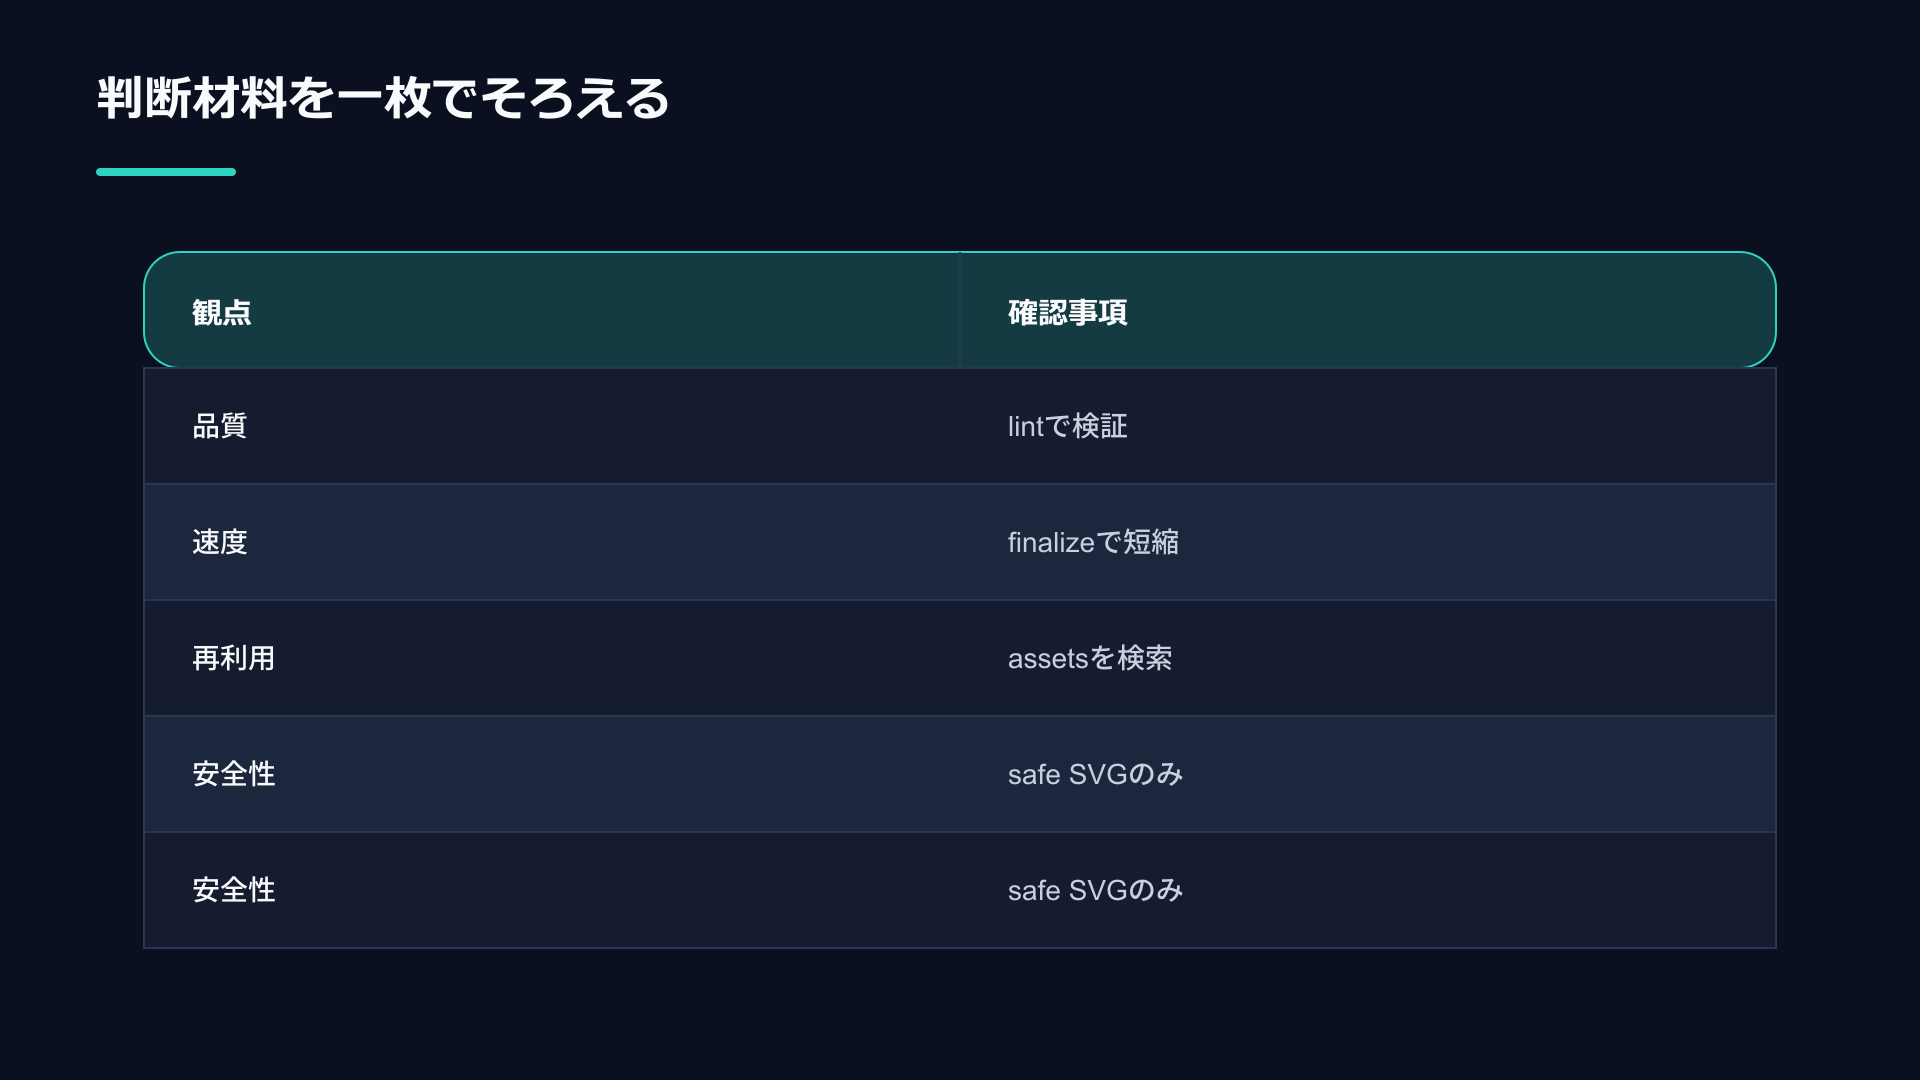 判断材料を一枚でそろえる
観点 確認事項
品質 lintで検証
速度 finalizeで短縮
再利用 assetsを検索
安全性 safe SVGのみ
安全性 safe SVGのみ